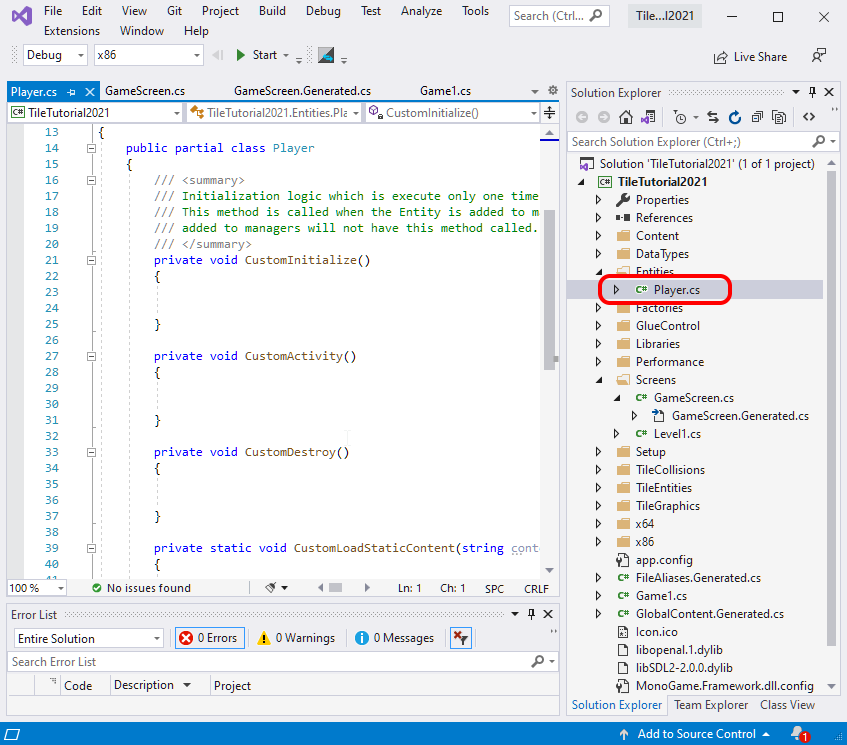 File Edit View Git Project Build Debug Test Analyze Tools Search (Ctrl... Tile...l2021
Extensions Window Help
Debug x86 Start Live Share
Player.cs GameScreen.cs GameScreen.Generated.cs Game1.cs
TileTutorial2021 TileTutorial2021.Entities.Pla CustomInitialize()
13 {
14 public partial class Player
15 {
16 /// <summary>
17 /// Initialization logic which is execute only one time
18 /// This method is called when the Entity is added to m
19 /// added to managers will not have this method called.
20 /// </summary>
21 private void CustomInitialize()
22 {
23
24
25 }
26
27 private void CustomActivity()
28 {
29
30
31 }
32
33 private void CustomDestroy()
34 {
35
36
37 }
38
39 private static void CustomLoadStaticContent(string conte
40 {
41
100 % No issues found Ln: 1 Ch: 1 SPC CRLF
Error List
Entire Solution 0 Errors 0 Warnings 0 Messages
Search Error List
Code Description Project
Solution Explorer
Search Solution Explorer (Ctrl+;)
Solution 'TileTutorial2021' (1 of 1 project)
C# TileTutorial2021
Properties
References
Content
DataTypes
Entities
C# Player.cs
Factories
GlueControl
Libraries
Performance
Screens
C# GameScreen.cs
GameScreen.Generated.cs
C# Level1.cs
Setup
TileCollisions
TileEntities
TileGraphics
x64
x86
app.config
C# FileAliases.Generated.cs
C# Game1.cs
C# GlobalContent.Generated.cs
Icon.ico
libopenal.1.dylib
libSDL2-2.0.0.dylib
MonoGame.Framework.dll.config
Solution Explorer Team Explorer Class View
Add to Source Control 1